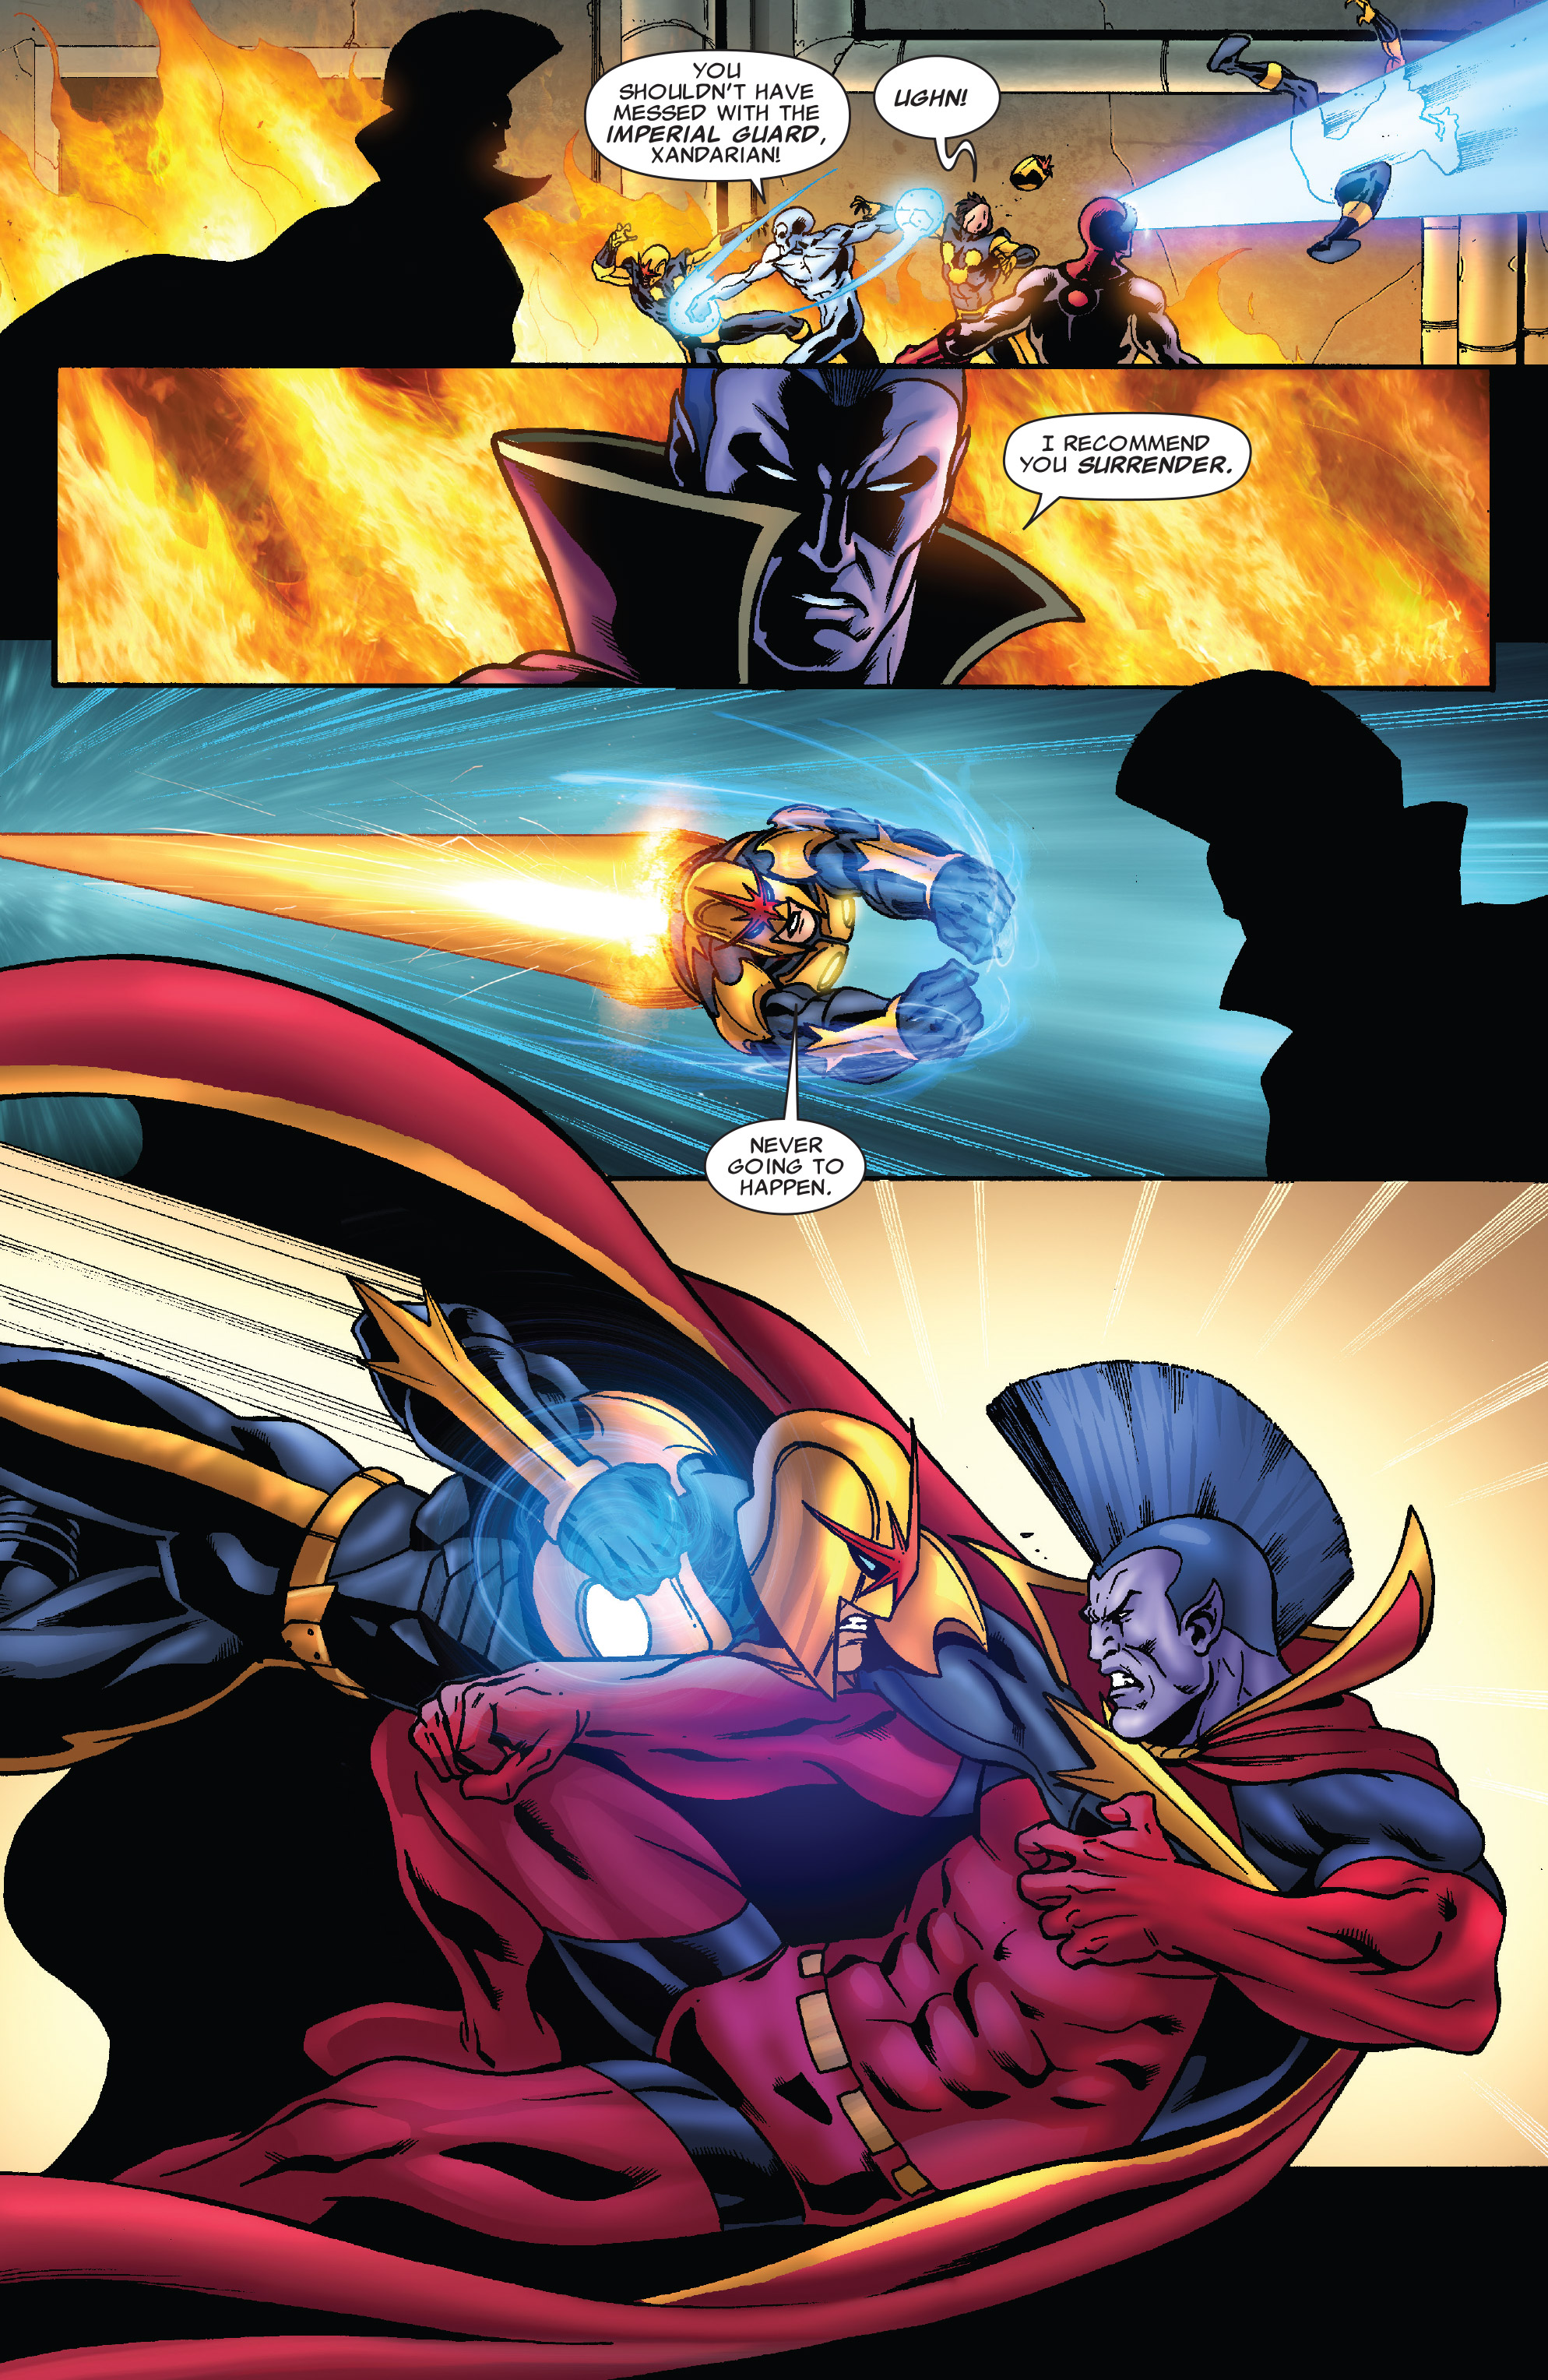 YOU
SHOULDN'T HAVE
MESSED WITH THE
IMPERIAL GUARD,
XANDARIAN!
UGHN!
I RECOMMEND
YOU SURRENDER.
NEVER
GOING TO
HAPPEN.